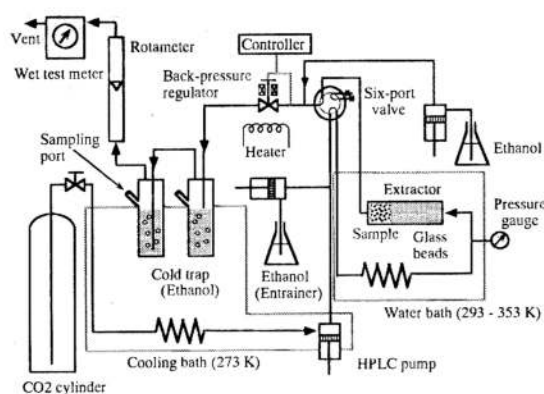 Vent
Wet test meter
Rotameter
Controller
Back-pressure
regulator
Six-port
valve
Heater
Ethanol
Sampling
port
Extractor
Pressure
gauge
Sample
Glass
beads
Cold trap
(Ethanol)
Ethanol
(Entrainer)
Water bath (293 - 353 K)
Cooling bath (273 K)
HPLC pump
CO2 cylinder